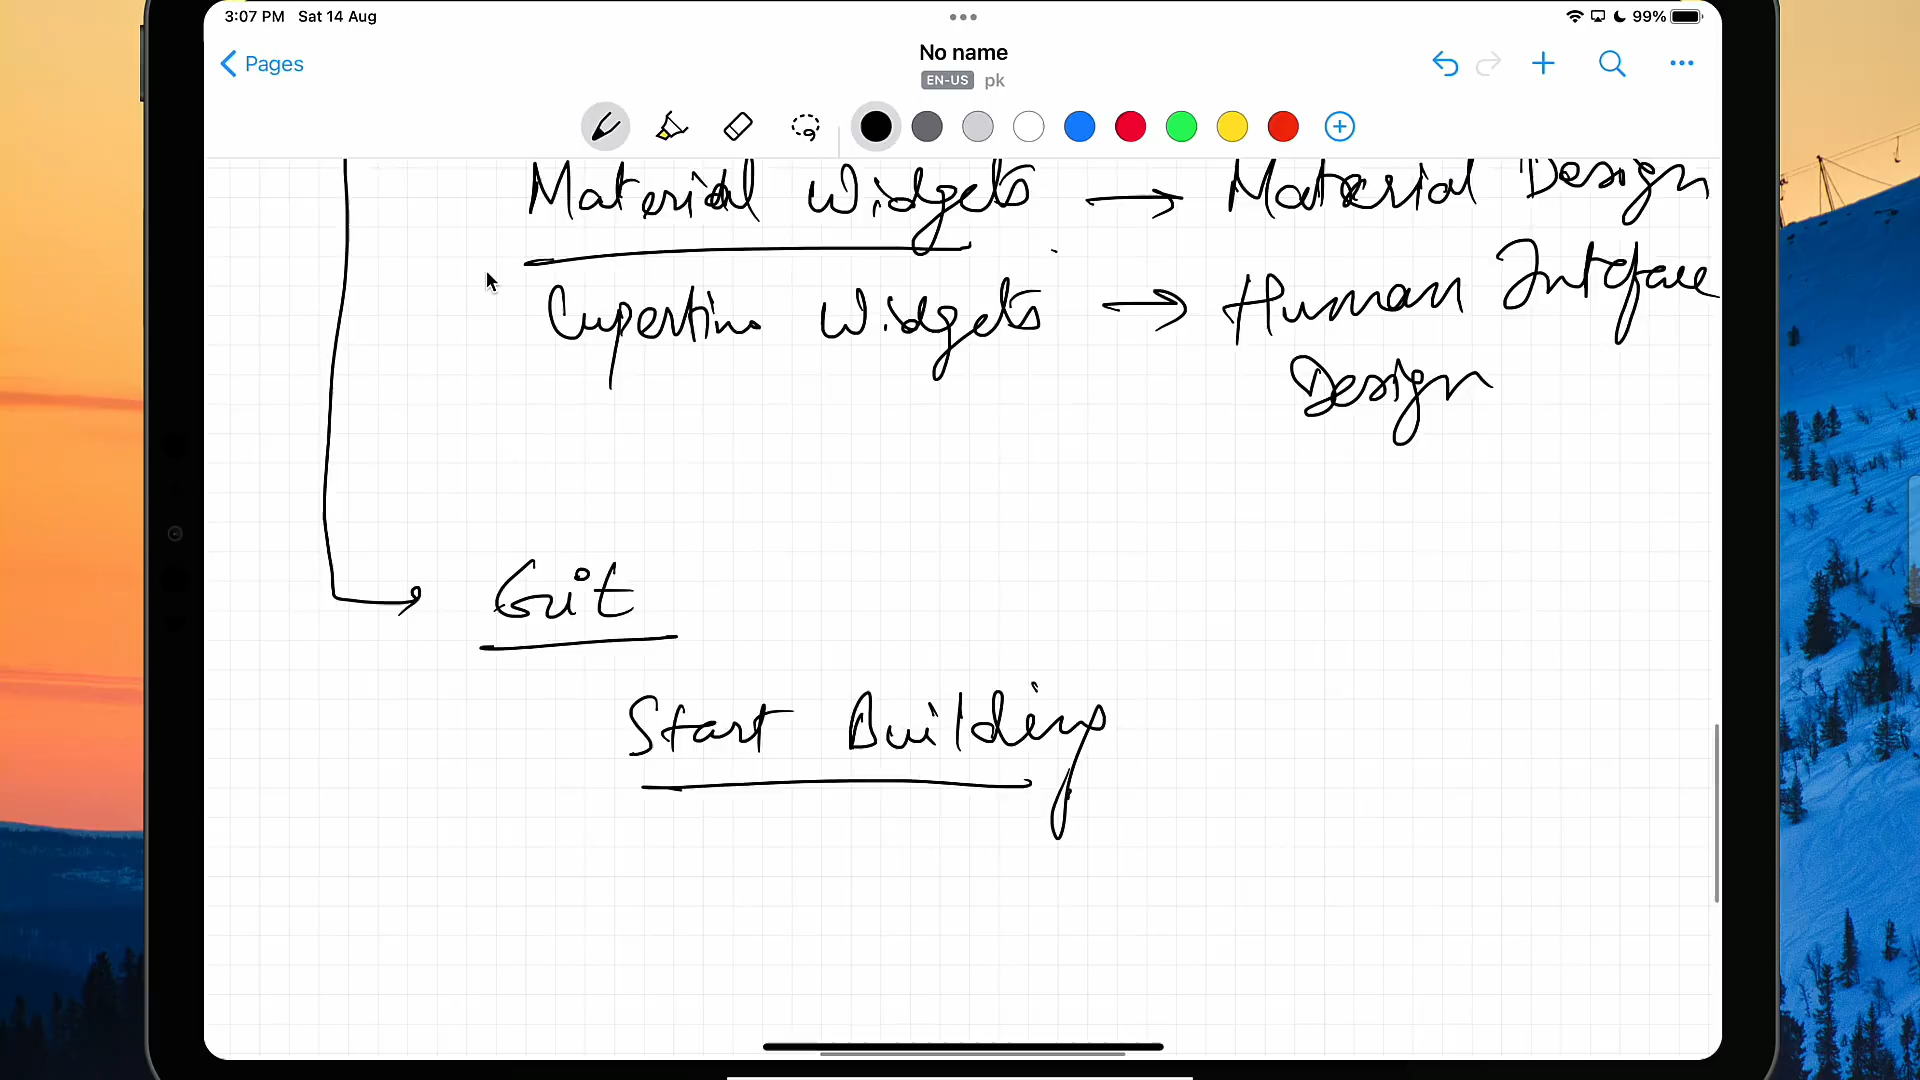 3:07 PM Sat 14 Aug 99%
Pages No name
EN-US pk
Material Widgets → Material Design
Cupertino Widgets → Human Inteface
Design
Git
Start Building